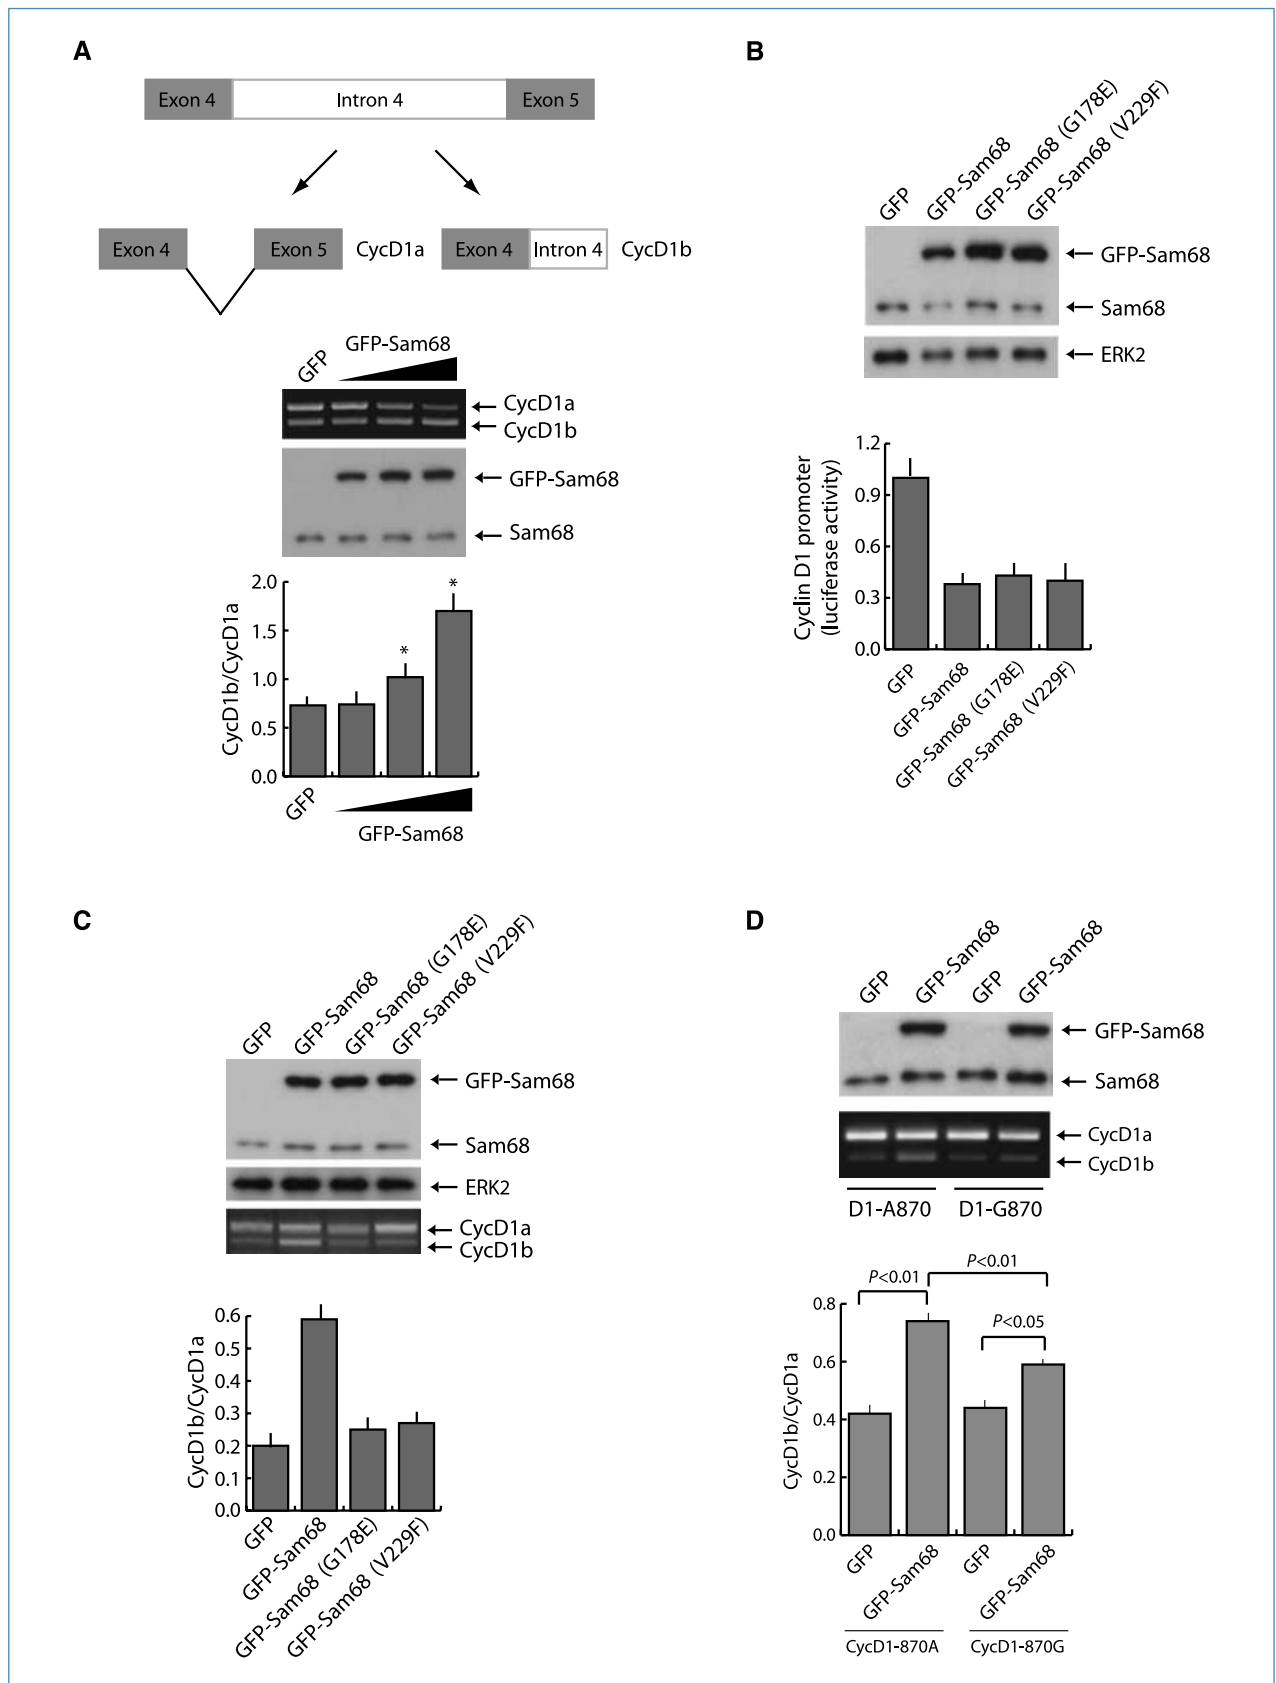 A
Exon 4
Intron 4
Exon 5
Exon 4
Exon 5
CycD1a
Exon 4
Intron 4
CycD1b
GFP
GFP-Sam68
CycD1a
CycD1b
GFP-Sam68
Sam68
CycD1b/CycD1a
2.0
*
1.5
*
1.0
0.5
0.0
GFP
GFP-Sam68
B
GFP
GFP-Sam68
GFP-Sam68 (G178E)
GFP-Sam68 (V229F)
GFP-Sam68
Sam68
ERK2
Cyclin D1 promoter
(luciferase activity)
1.2
0.9
0.6
0.3
0.0
GFP
GFP-Sam68
GFP-Sam68 (G178E)
GFP-Sam68 (V229F)
C
GFP
GFP-Sam68
GFP-Sam68 (G178E)
GFP-Sam68 (V229F)
GFP-Sam68
Sam68
ERK2
CycD1a
CycD1b
CycD1b/CycD1a
0.6
0.5
0.4
0.3
0.2
0.1
0.0
GFP
GFP-Sam68
GFP-Sam68 (G178E)
GFP-Sam68 (V229F)
D
GFP
GFP-Sam68
GFP
GFP-Sam68
GFP-Sam68
Sam68
CycD1a
CycD1b
D1-A870
D1-G870
P<0.01
P<0.01
P<0.05
CycD1b/CycD1a
0.8
0.6
0.4
0.2
0.0
GFP
GFP-Sam68
GFP
GFP-Sam68
CycD1-870A
CycD1-870G